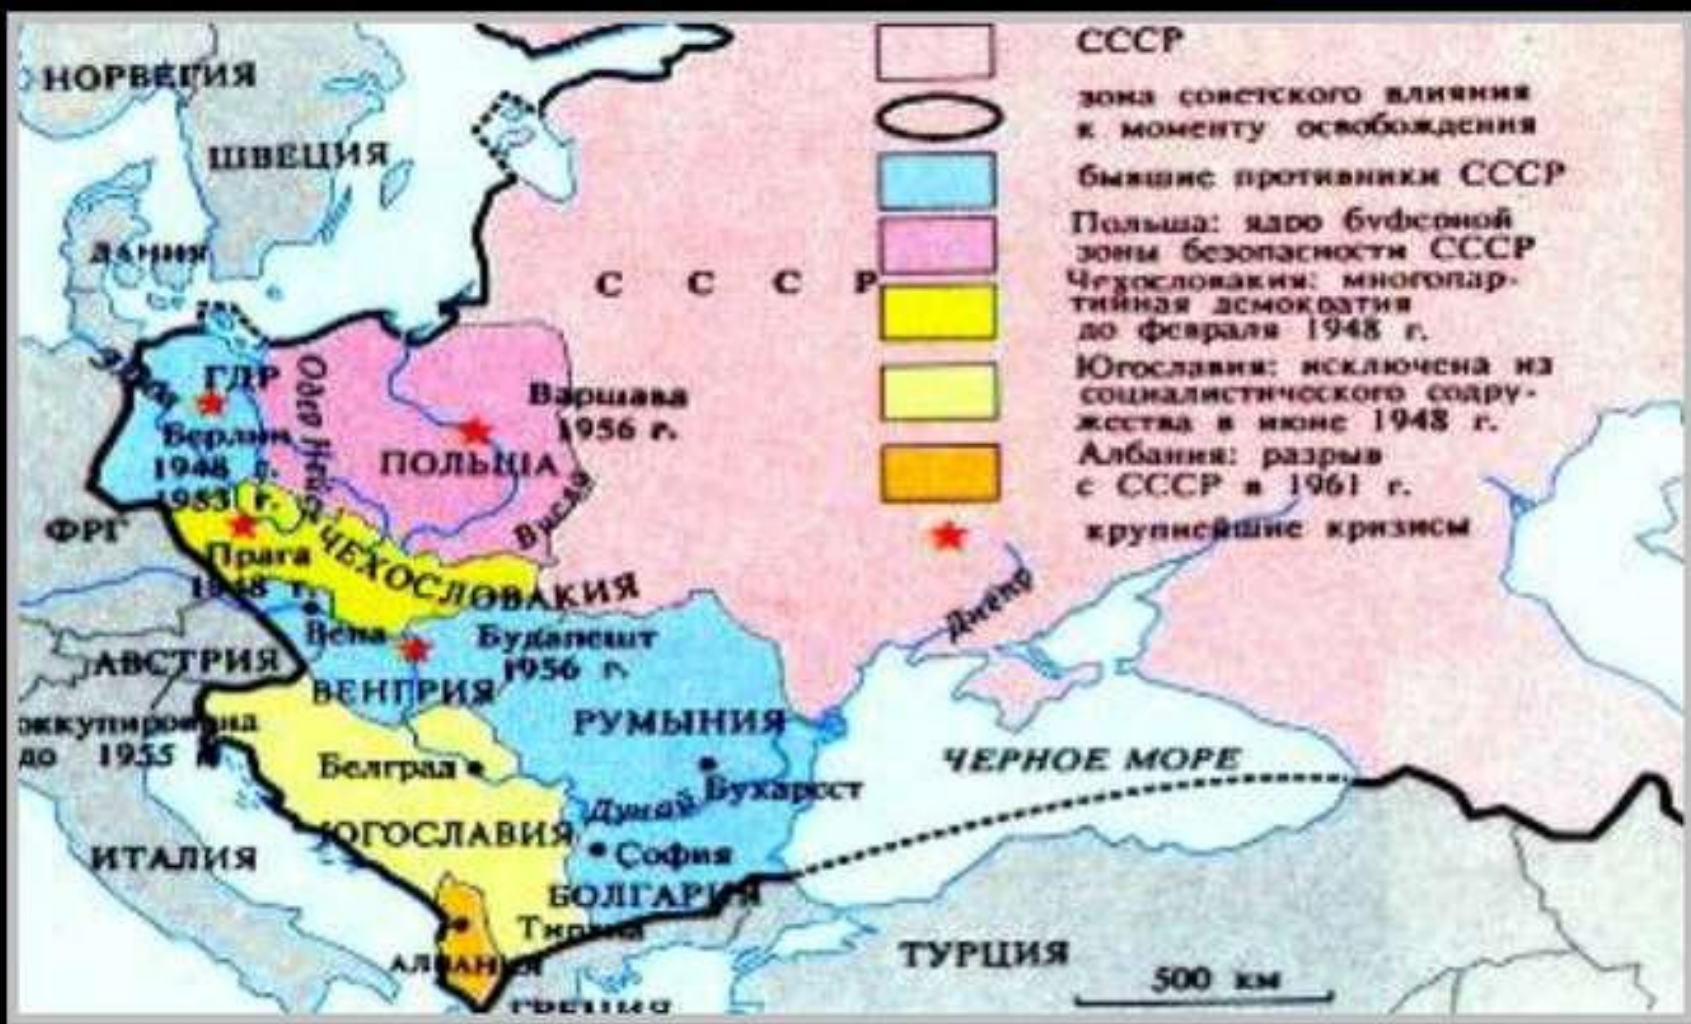 НОРВЕГИЯ
ШВЕЦИЯ
ДАНИЯ
С С С Р
СССР
зона советского влияния
к моменту освобождения
бывшие противники СССР
Польша: ядро буферной
зоны безопасности СССР
Чехословакия: многопар-
тийная демократия
до февраля 1948 г.
Югославия: исключена из
социалистического содру-
жества в июне 1948 г.
Албания: разрыв
с СССР в 1961 г.
крупнейшие кризисы
Эльба
ГДР
Берлин
1948 г.
1953 г.
Одер
Нейсе
Варшава
1956 г.
ПОЛЬША
Висла
ФРГ
Прага
1948 г.
ЧЕХОСЛОВАКИЯ
Вена
Будапешт
1956 г.
АВСТРИЯ
ВЕНГРИЯ
оккупирована
до 1955
РУМЫНИЯ
Белград
Бухарест
Дунай
ЮГОСЛАВИЯ
София
БОЛГАРИЯ
Тирана
АЛБАНИЯ
ИТАЛИЯ
ГРЕЦИЯ
Днепр
ЧЕРНОЕ МОРЕ
ТУРЦИЯ
500 км